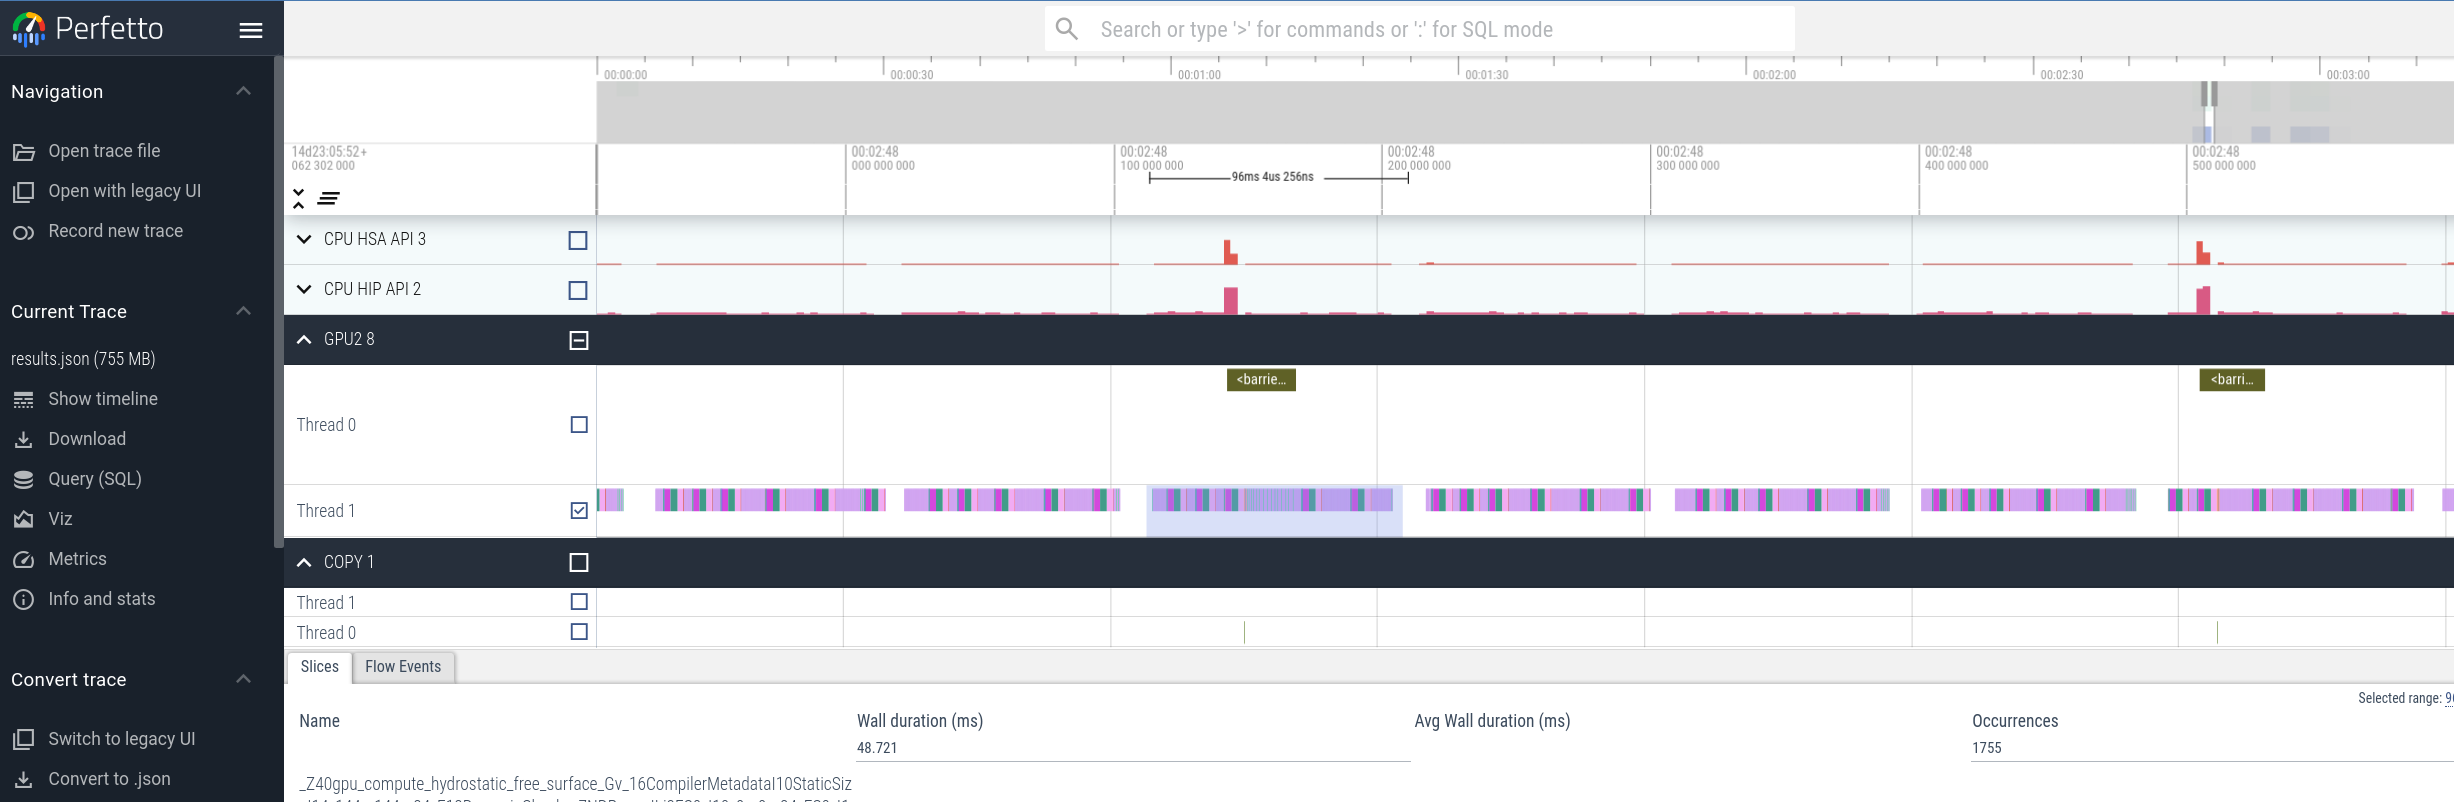 Perfetto
Search or type '>' for commands or ':' for SQL mode
Navigation
Open trace file
Open with legacy UI
Record new trace
Current Trace
results.json (755 MB)
Show timeline
Download
Query (SQL)
Viz
Metrics
Info and stats
Convert trace
Switch to legacy UI
Convert to .json
00:00:00 00:00:30 00:01:00 00:01:30 00:02:00 00:02:30 00:03:00
14d23:05:52+ 00:02:48 00:02:48 00:02:48 00:02:48 00:02:48 00:02:48
062 302 000 000 000 000 100 000 000 200 000 000 300 000 000 400 000 000 500 000 000
96ms 4us 256ns
CPU HSA API 3
CPU HIP API 2
GPU2 8
<barrie... <barri...
Thread 0
Thread 1
COPY 1
Thread 1
Thread 0
Slices Flow Events
Selected range: 96
Name Wall duration (ms) Avg Wall duration (ms) Occurrences
48.721 1755
_Z40gpu_compute_hydrostatic_free_surface_Gv_16CompilerMetadataI10StaticSiz